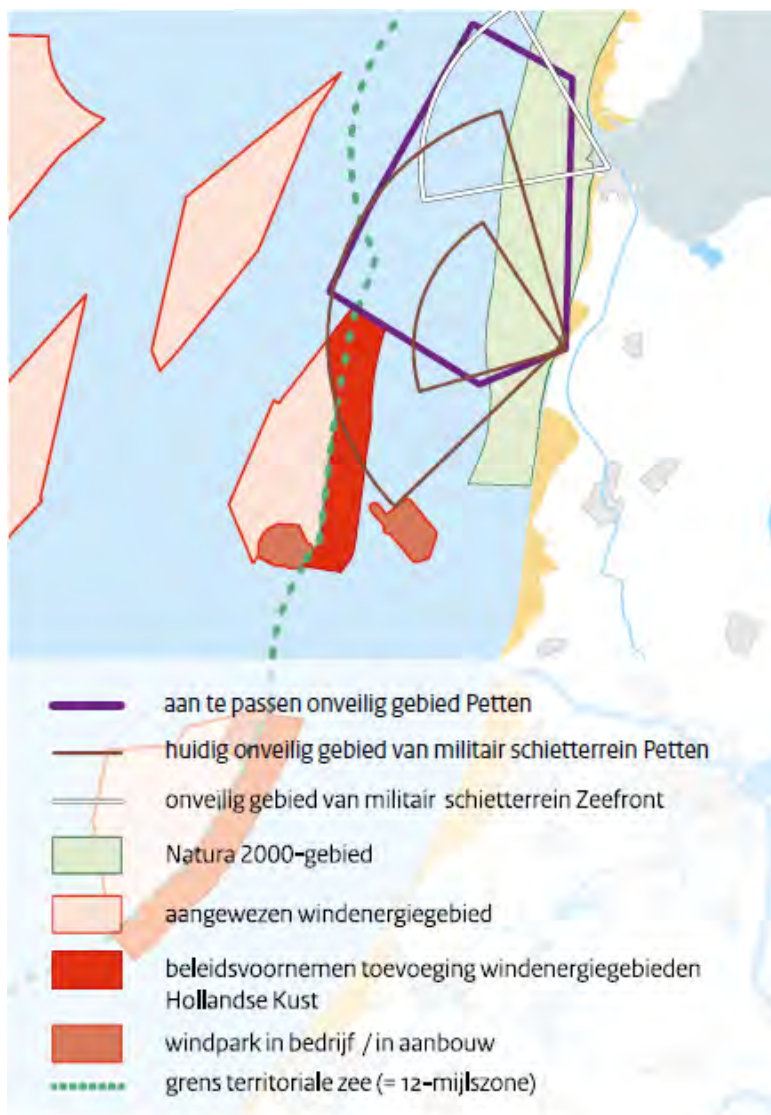 aan te passen onveilig gebied Petten
huidig onveilig gebied van militair schietterrein Petten
onveilig gebied van militair schietterrein Zeefront
Natura 2000-gebied
aangewezen windenergiegebied
beleidsvoornemen toevoeging windenergiegebieden
Hollandse Kust
windpark in bedrijf / in aanbouw
grens territoriale zee (= 12-mijlszone)